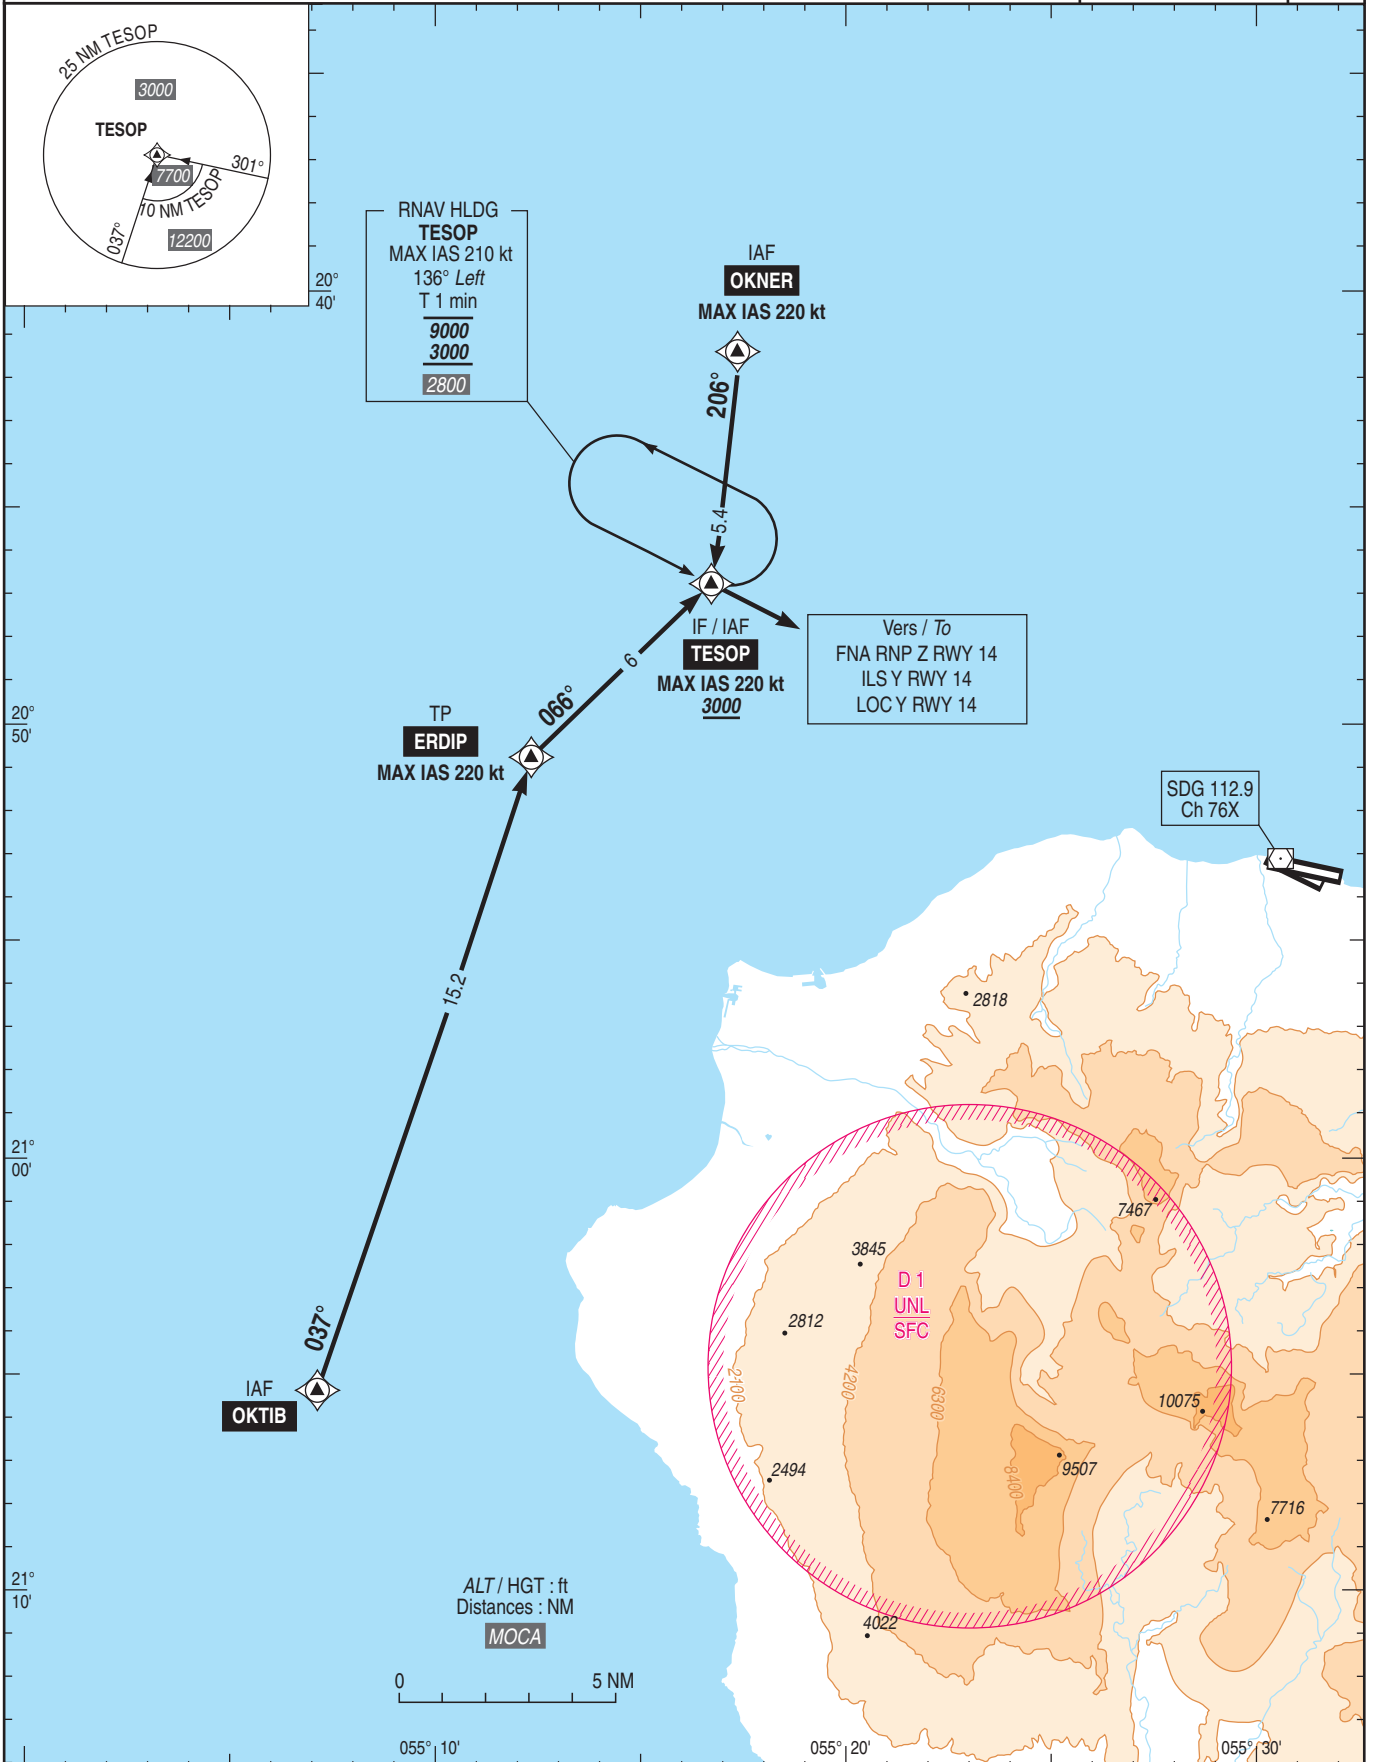 25 NM TESOP
3000
TESOP
301°
7700
10 NM TESOP
037°
12200
RNAV HLDG
TESOP
MAX IAS 210 kt
136° Left
T 1 min
9000
3000
2800
IAF
OKNER
MAX IAS 220 kt
20°
40'
206°
5.4
IF / IAF
TESOP
MAX IAS 220 kt
3000
Vers / To
FNA RNP Z RWY 14
ILS Y RWY 14
LOC Y RWY 14
6
066°
TP
ERDIP
MAX IAS 220 kt
20°
50'
SDG 112.9
Ch 76X
15.2
2818
21°
00'
7467
3845
D 1
UNL
SFC
2812
037°
IAF
OKTIB
2100
4200
6300
8400
10075
9507
2494
7716
21°
10'
4022
ALT / HGT : ft
Distances : NM
MOCA
0 5 NM
055° 10'
055° 20'
055° 30'